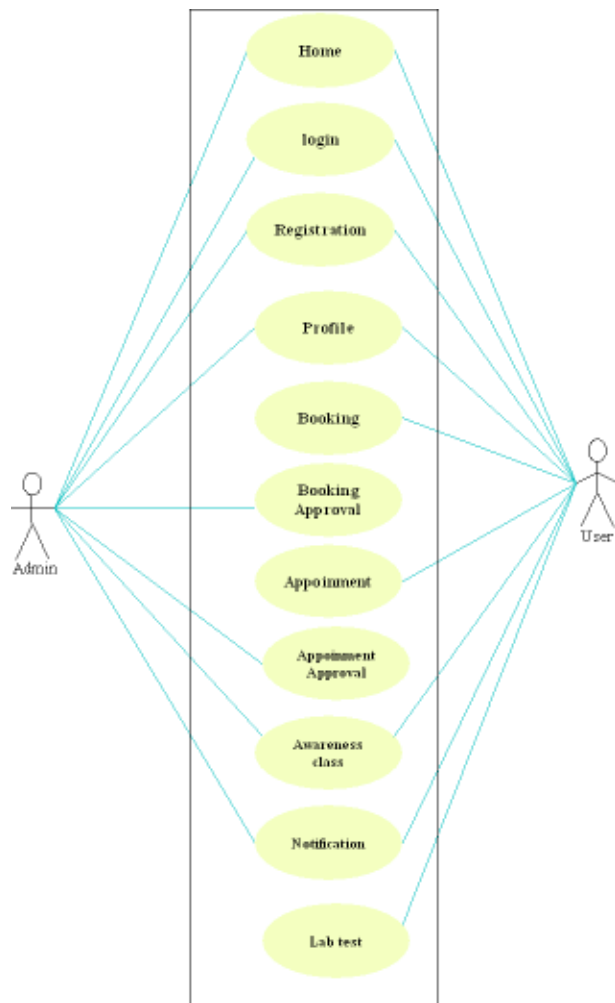 Home
login
Registration
Profile
Booking
Booking
Approval
Admin
User
Appoinment
Appoinment
Approval
Awareness
class
Notification
Lab test